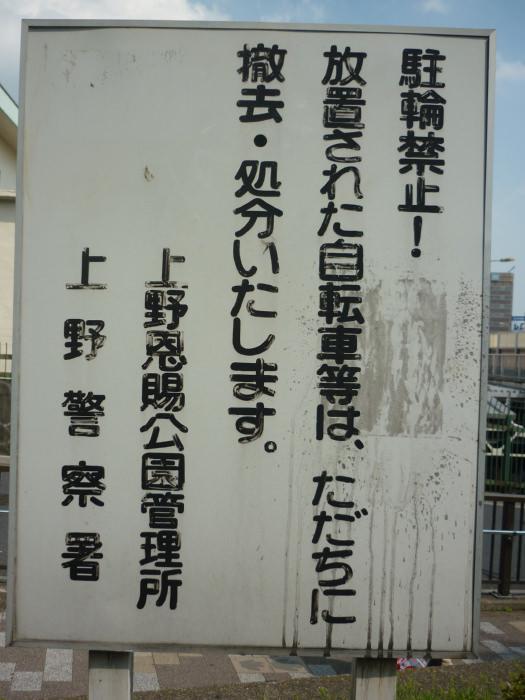 駐輪禁止！
放置された自転車等は、ただちに
撤去・処分いたします。
上野恩賜公園管理所
上野警察署